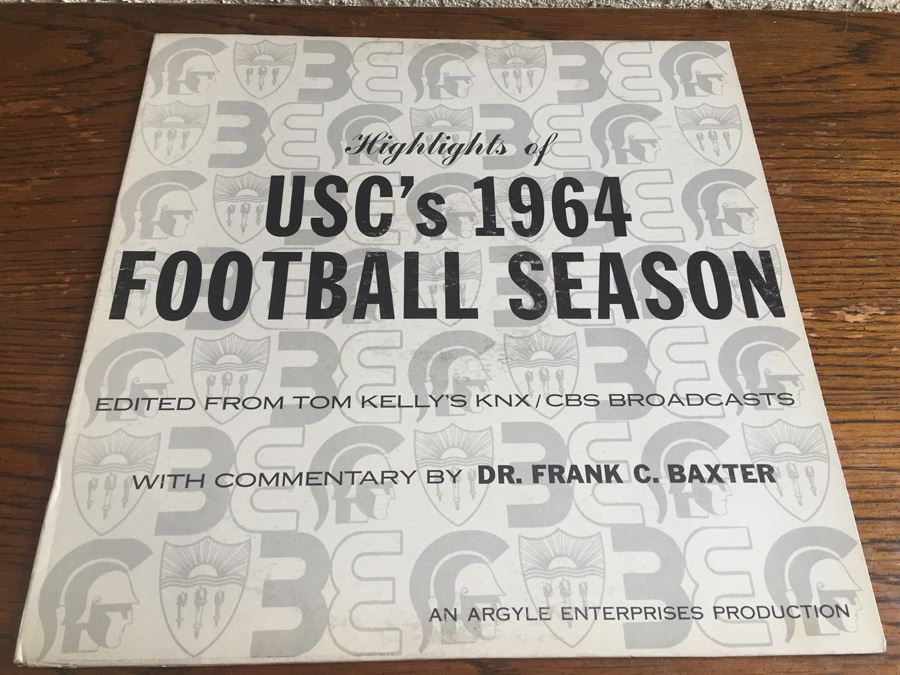 Highlights of
USC's 1964
FOOTBALL SEASON
EDITED FROM TOM KELLY'S KNX/CBS BROADCASTS
WITH COMMENTARY BY DR. FRANK C. BAXTER
AN ARGYLE ENTERPRISES PRODUCTION